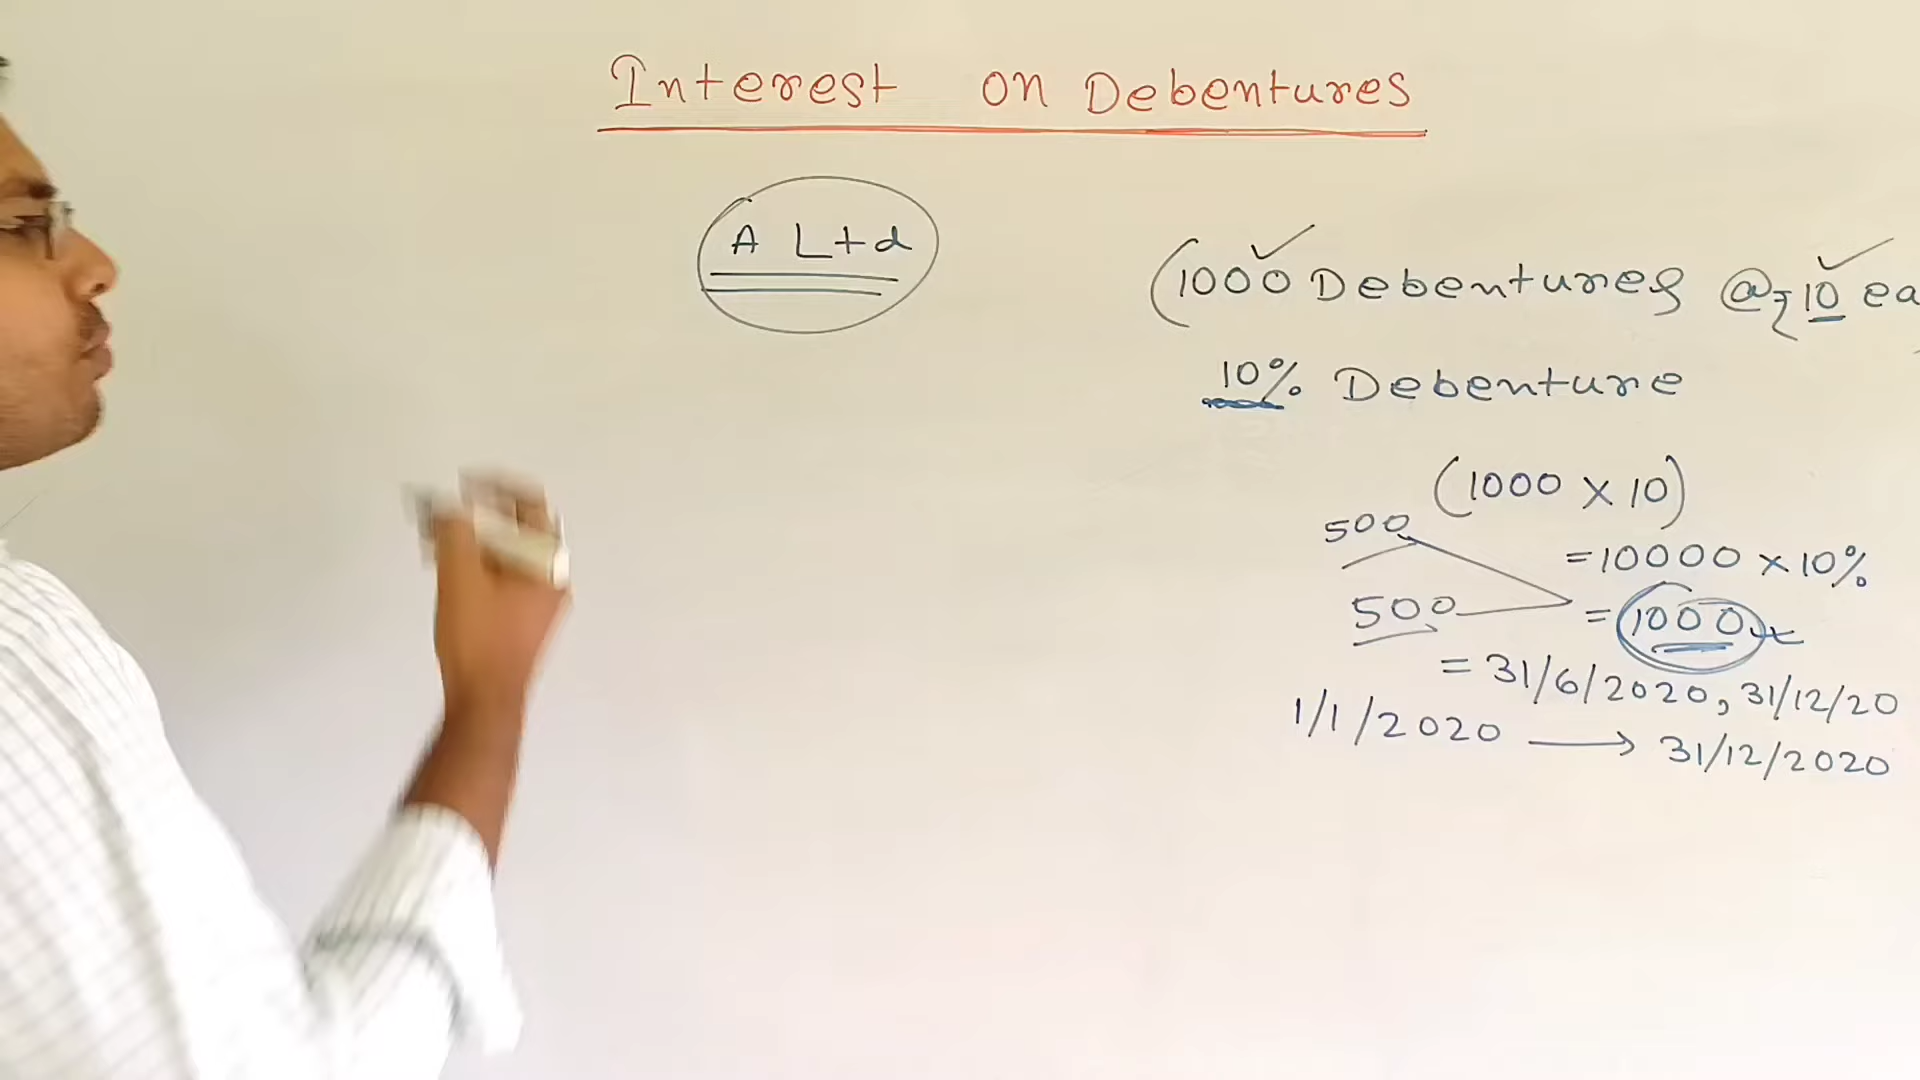 Interest on Debentures
A Ltd
(1000 Debentures @ ₹10 ea
10% Debenture
(1000 × 10)
500
= 10000 × 10%
500 = 1000
= 31/6/2020, 31/12/20
1/1/2020 → 31/12/2020